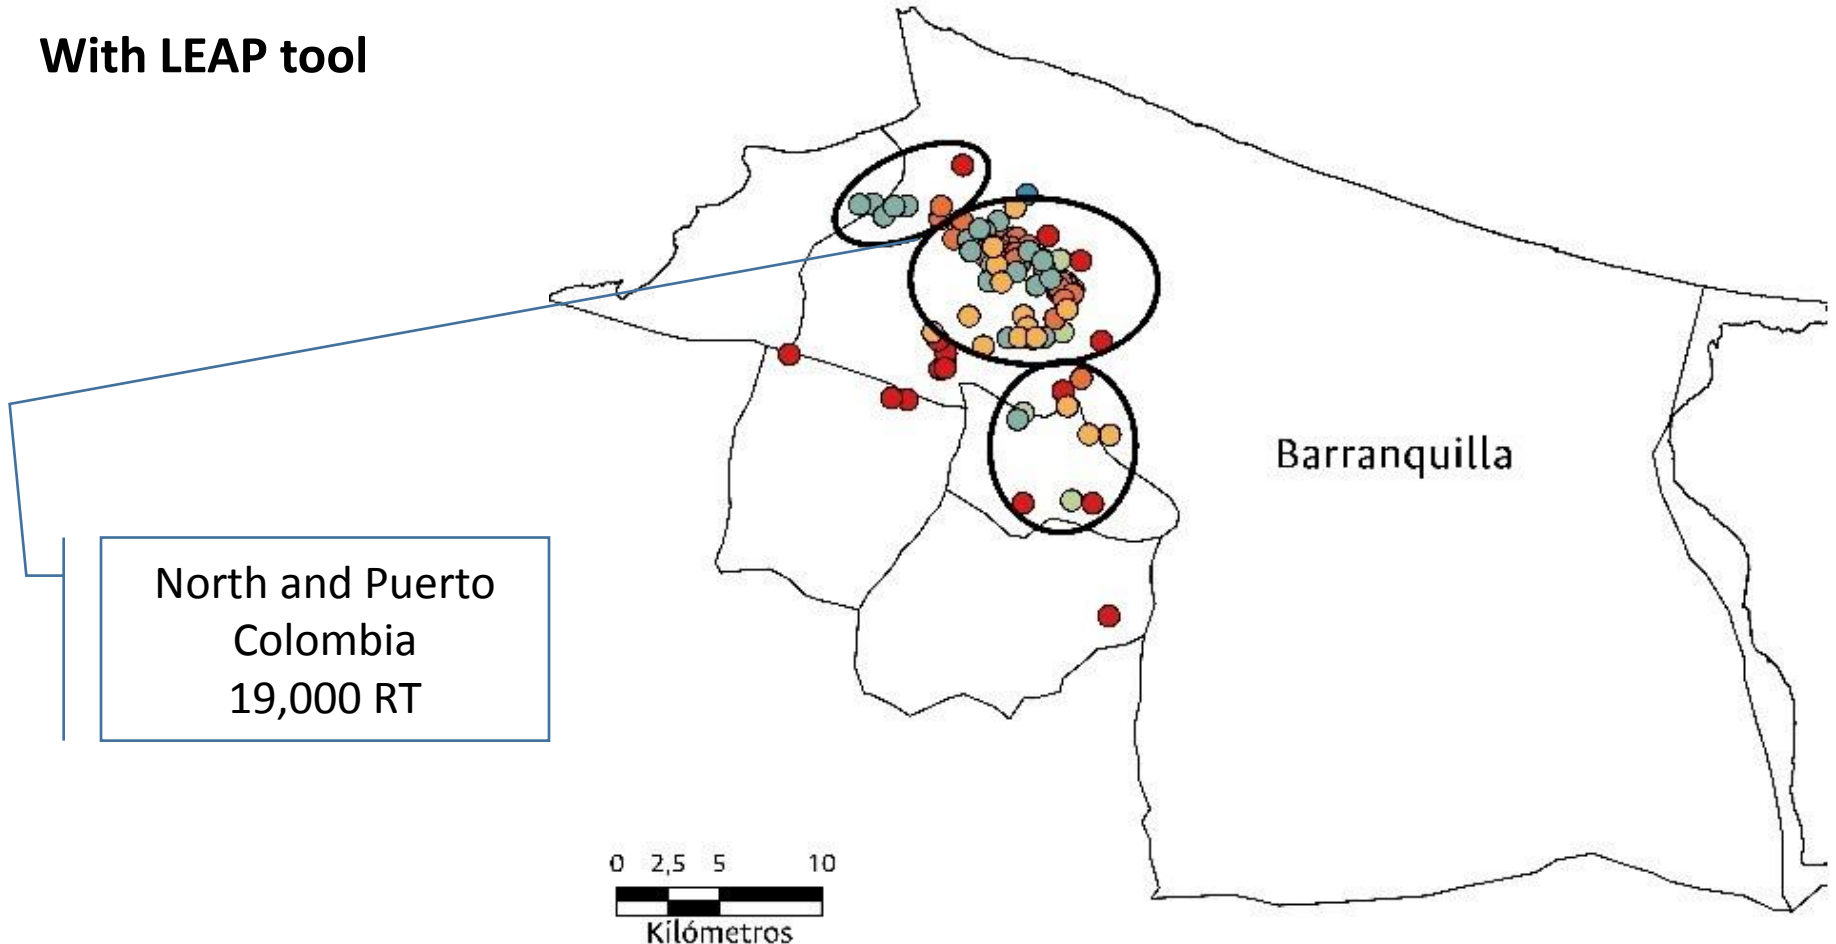 With LEAP tool
Barranquilla
North and Puerto
Colombia
19,000 RT
0 2,5 5 10
Kilómetros